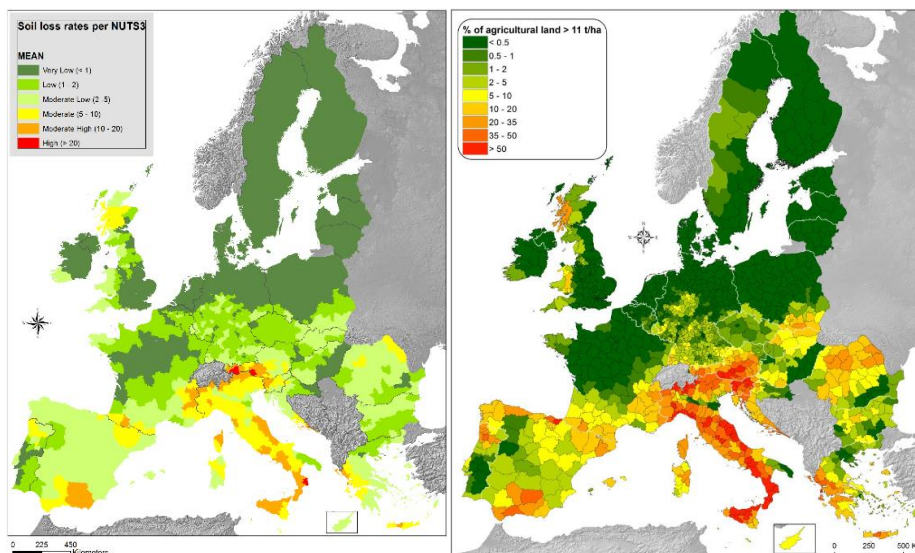 Soil loss rates per NUTS3
MEAN
Very Low (< 1)
Low (1 - 2)
Moderate Low (2 -5)
Moderate (5 - 10)
Moderate High (10 - 20)
High (> 20)
0 225 450
Kilometers
% of agricultural land > 11 t/ha
< 0.5
0.5 - 1
1 - 2
2 - 5
5 - 10
10 - 20
20 - 35
35 - 50
> 50
0 250 500 K